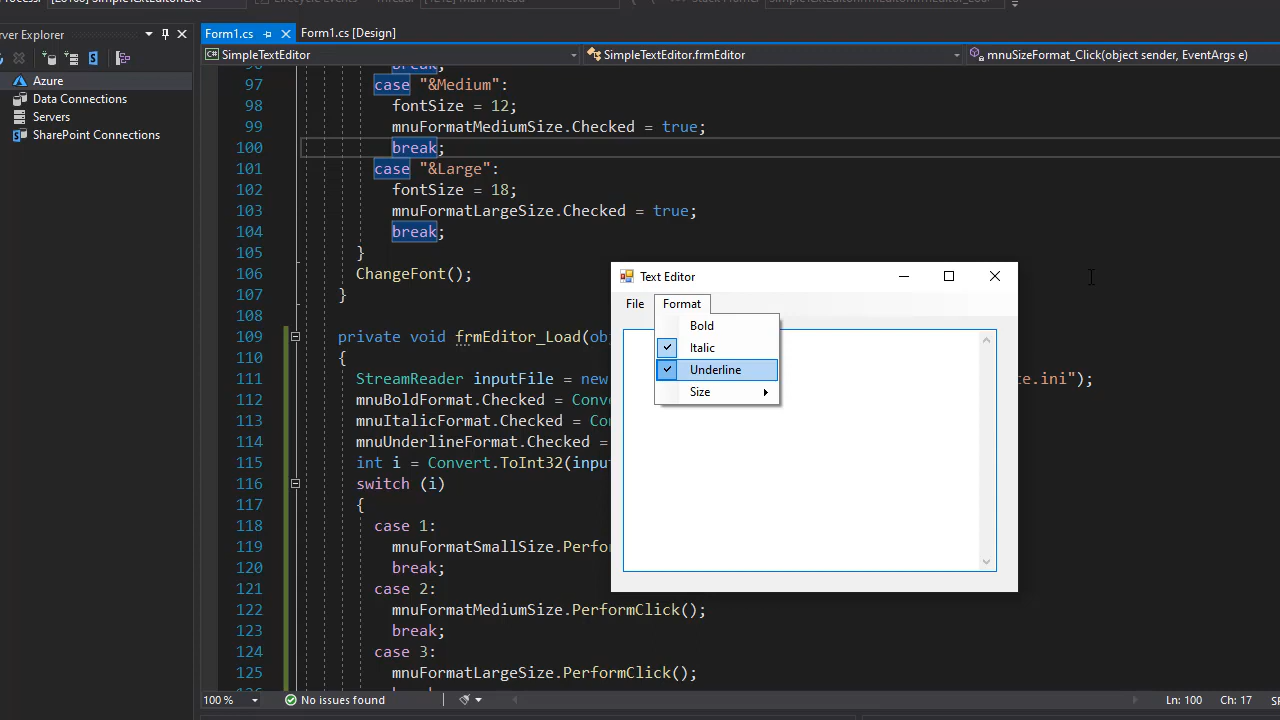 Form1.cs
Form1.cs [Design]
rver Explorer
SimpleTextEditor
SimpleTextEditor.frmEditor
mnuSizeFormat_Click(object sender, EventArgs e)
Azure
Data Connections
Servers
SharePoint Connections
96 break;
97 case "&Medium":
98 fontSize = 12;
99 mnuFormatMediumSize.Checked = true;
100 break;
101 case "&Large":
102 fontSize = 18;
103 mnuFormatLargeSize.Checked = true;
104 break;
105 }
106 ChangeFont();
107 }
108
109 private void frmEditor_Load(ob
110 {
111 StreamReader inputFile = new te.ini");
112 mnuBoldFormat.Checked = Conv
113 mnuItalicFormat.Checked = Co
114 mnuUnderlineFormat.Checked =
115 int i = Convert.ToInt32(inpu
116 switch (i)
117 {
118 case 1:
119 mnuFormatSmallSize.Perfo
120 break;
121 case 2:
122 mnuFormatMediumSize.PerformClick();
123 break;
124 case 3:
125 mnuFormatLargeSize.PerformClick();
Text Editor
File
Format
Bold
Italic
Underline
Size
100 %
No issues found
Ln: 100
Ch: 17